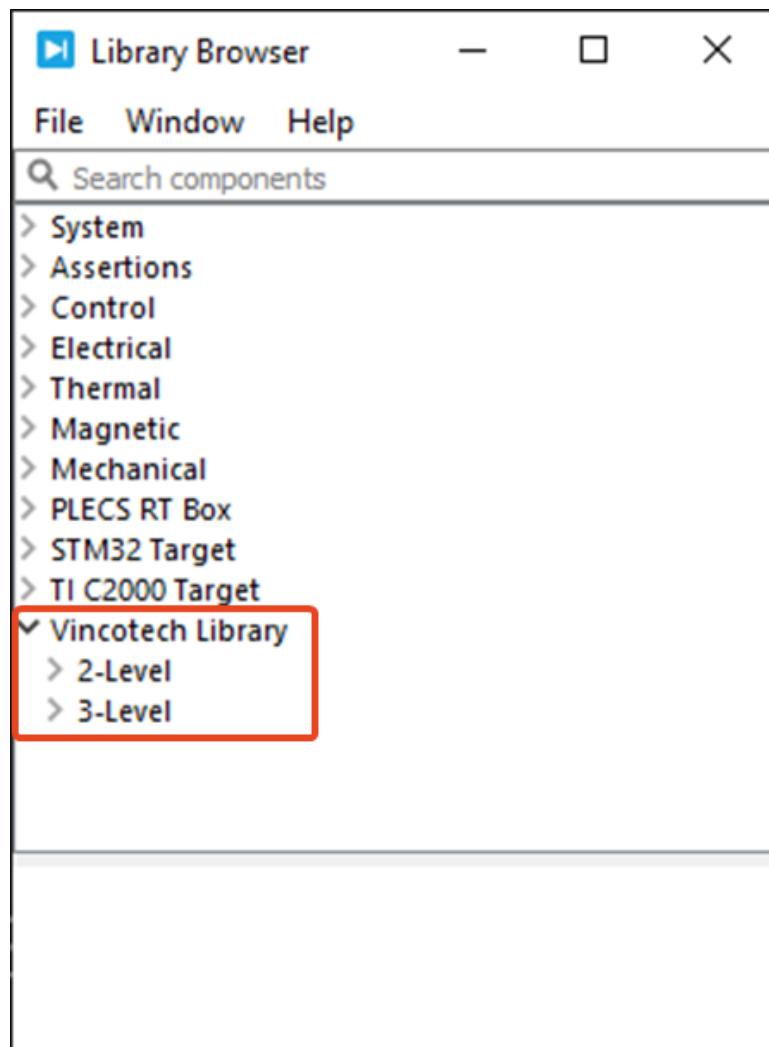 Library Browser
File Window Help
Search components
System
Assertions
Control
Electrical
Thermal
Magnetic
Mechanical
PLECS RT Box
STM32 Target
TI C2000 Target
Vincotech Library
2-Level
3-Level